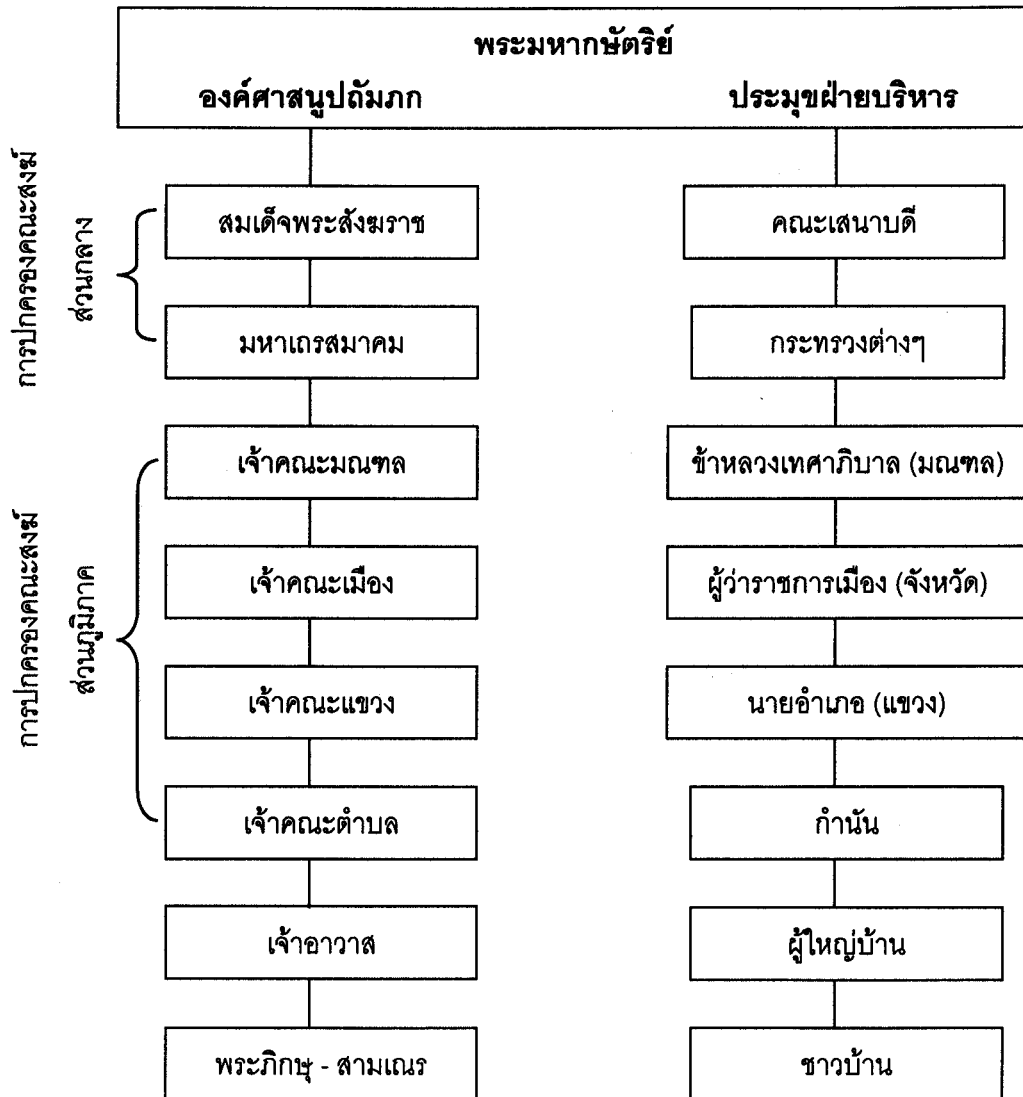 พระมหากษัตริย์
องค์ศาสนูปถัมภก
ประมุขฝ่ายบริหาร
การปกครองคณะสงฆ์
ส่วนกลาง
สมเด็จพระสังฆราช
คณะเสนาบดี
มหาเถรสมาคม
กระทรวงต่างๆ
การปกครองคณะสงฆ์
ส่วนภูมิภาค
เจ้าคณะมณฑล
ข้าหลวงเทศาภิบาล (มณฑล)
เจ้าคณะเมือง
ผู้ว่าราชการเมือง (จังหวัด)
เจ้าคณะแขวง
นายอำเภอ (แขวง)
เจ้าคณะตำบล
กำนัน
เจ้าอาวาส
ผู้ใหญ่บ้าน
พระภิกษุ - สามเณร
ชาวบ้าน